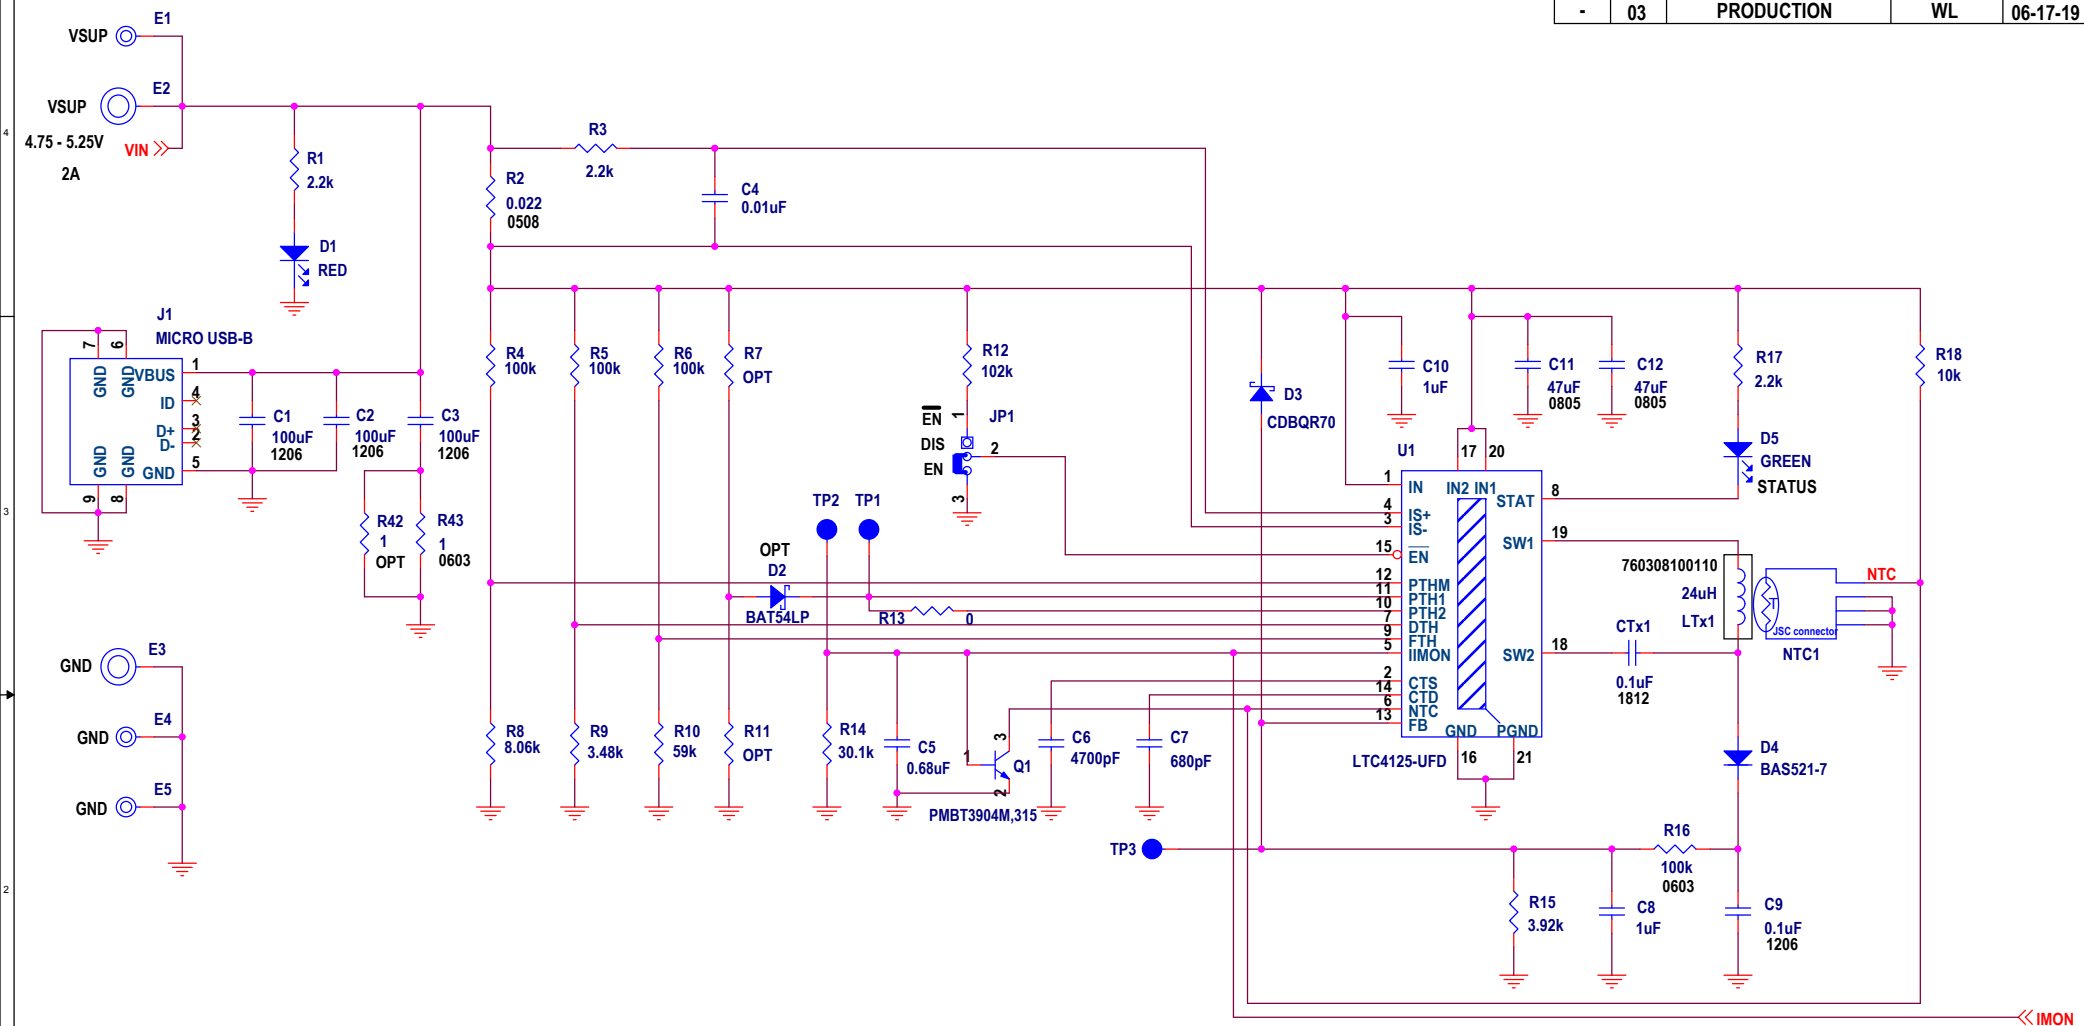 - 03 PRODUCTION WL 06-17-19
E1
VSUP
E2
VSUP
4.75 - 5.25V
VIN
2A
4
R1
2.2k
D1
RED
R2
0.022
0508
R3
2.2k
C4
0.01uF
J1
MICRO USB-B
7
6
GND
GND
VBUS
1
ID
4
D+
3
D-
2
GND
GND
GND
5
9
8
C1
100uF
1206
C2
100uF
1206
C3
100uF
1206
R42
1
OPT
R43
1
0603
3
R4
100k
R5
100k
R6
100k
R7
OPT
R12
102k
EN
1
JP1
DIS
EN
2
3
D3
CDBQR70
C10
1uF
C11
47uF
0805
C12
47uF
0805
R17
2.2k
R18
10k
D5
GREEN
STATUS
TP2
TP1
OPT
D2
BAT54LP
R13
0
U1
17
20
1
IN
IN2 IN1
4
IS+
3
IS-
15
EN
12
PTHM
11
PTH1
10
PTH2
7
DTH
9
FTH
5
IIMON
2
CTS
14
CTD
6
NTC
13
FB
STAT
8
SW1
19
SW2
18
GND
PGND
16
21
LTC4125-UFD
760308100110
24uH
LTx1
T
JSC connector
NTC
NTC1
CTx1
0.1uF
1812
E3
GND
E4
GND
E5
GND
R8
8.06k
R9
3.48k
R10
59k
R11
OPT
R14
30.1k
C5
0.68uF
1
3
Q1
2
PMBT3904M,315
C6
4700pF
C7
680pF
D4
BAS521-7
TP3
R16
100k
0603
R15
3.92k
C8
1uF
C9
0.1uF
1206
2
IMON